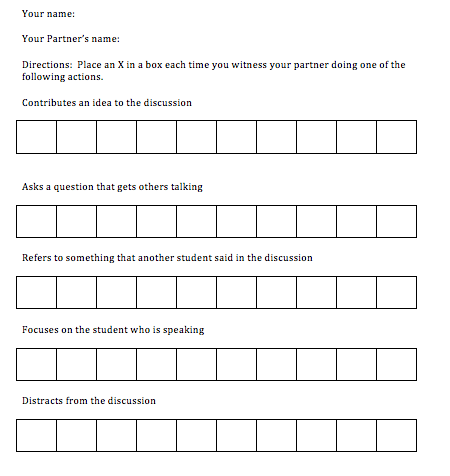 Your name:
Your Partner's name:
Directions:  Place an X in a box each time you witness your partner doing one of the
following actions.
Contributes an idea to the discussion
Asks a question that gets others talking
Refers to something that another student said in the discussion
Focuses on the student who is speaking
Distracts from the discussion